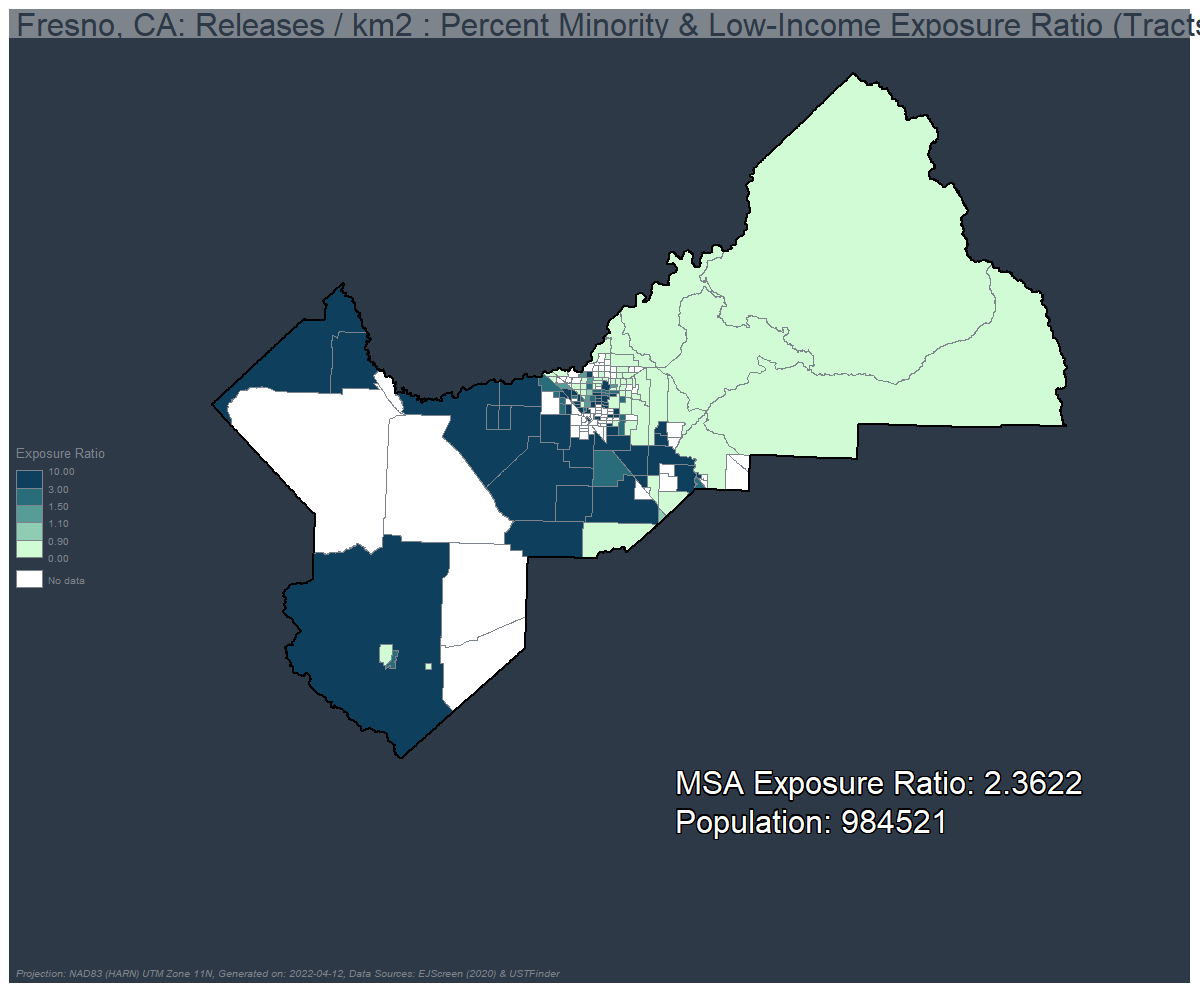 Fresno, CA: Releases / km2 : Percent Minority & Low-Income Exposure Ratio (Tracts
Exposure Ratio
10.00
3.00
1.50
1.10
0.90
0.00
No data
MSA Exposure Ratio: 2.3622
Population: 984521
Projection: NAD83 (HARN) UTM Zone 11N, Generated on: 2022-04-12, Data Sources: EJScreen (2020) & USTFinder